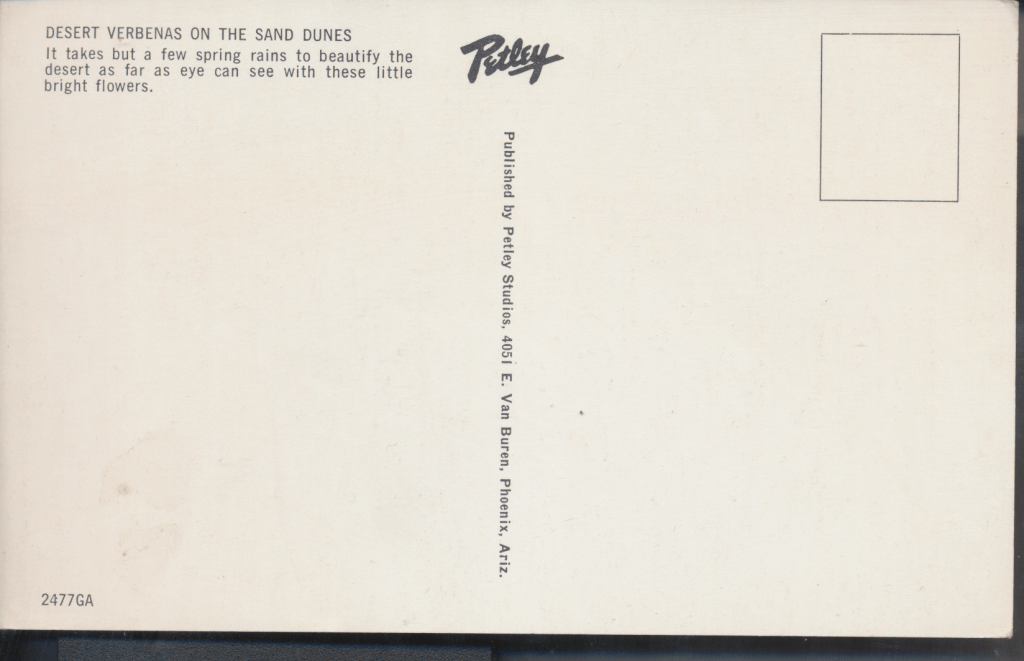 DESERT VERBENAS ON THE SAND DUNES
It takes but a few spring rains to beautify the
desert as far as eye can see with these little
bright flowers.
Petley
Published by Petley Studios, 4051 E. Van Buren, Phoenix, Ariz.
2477GA